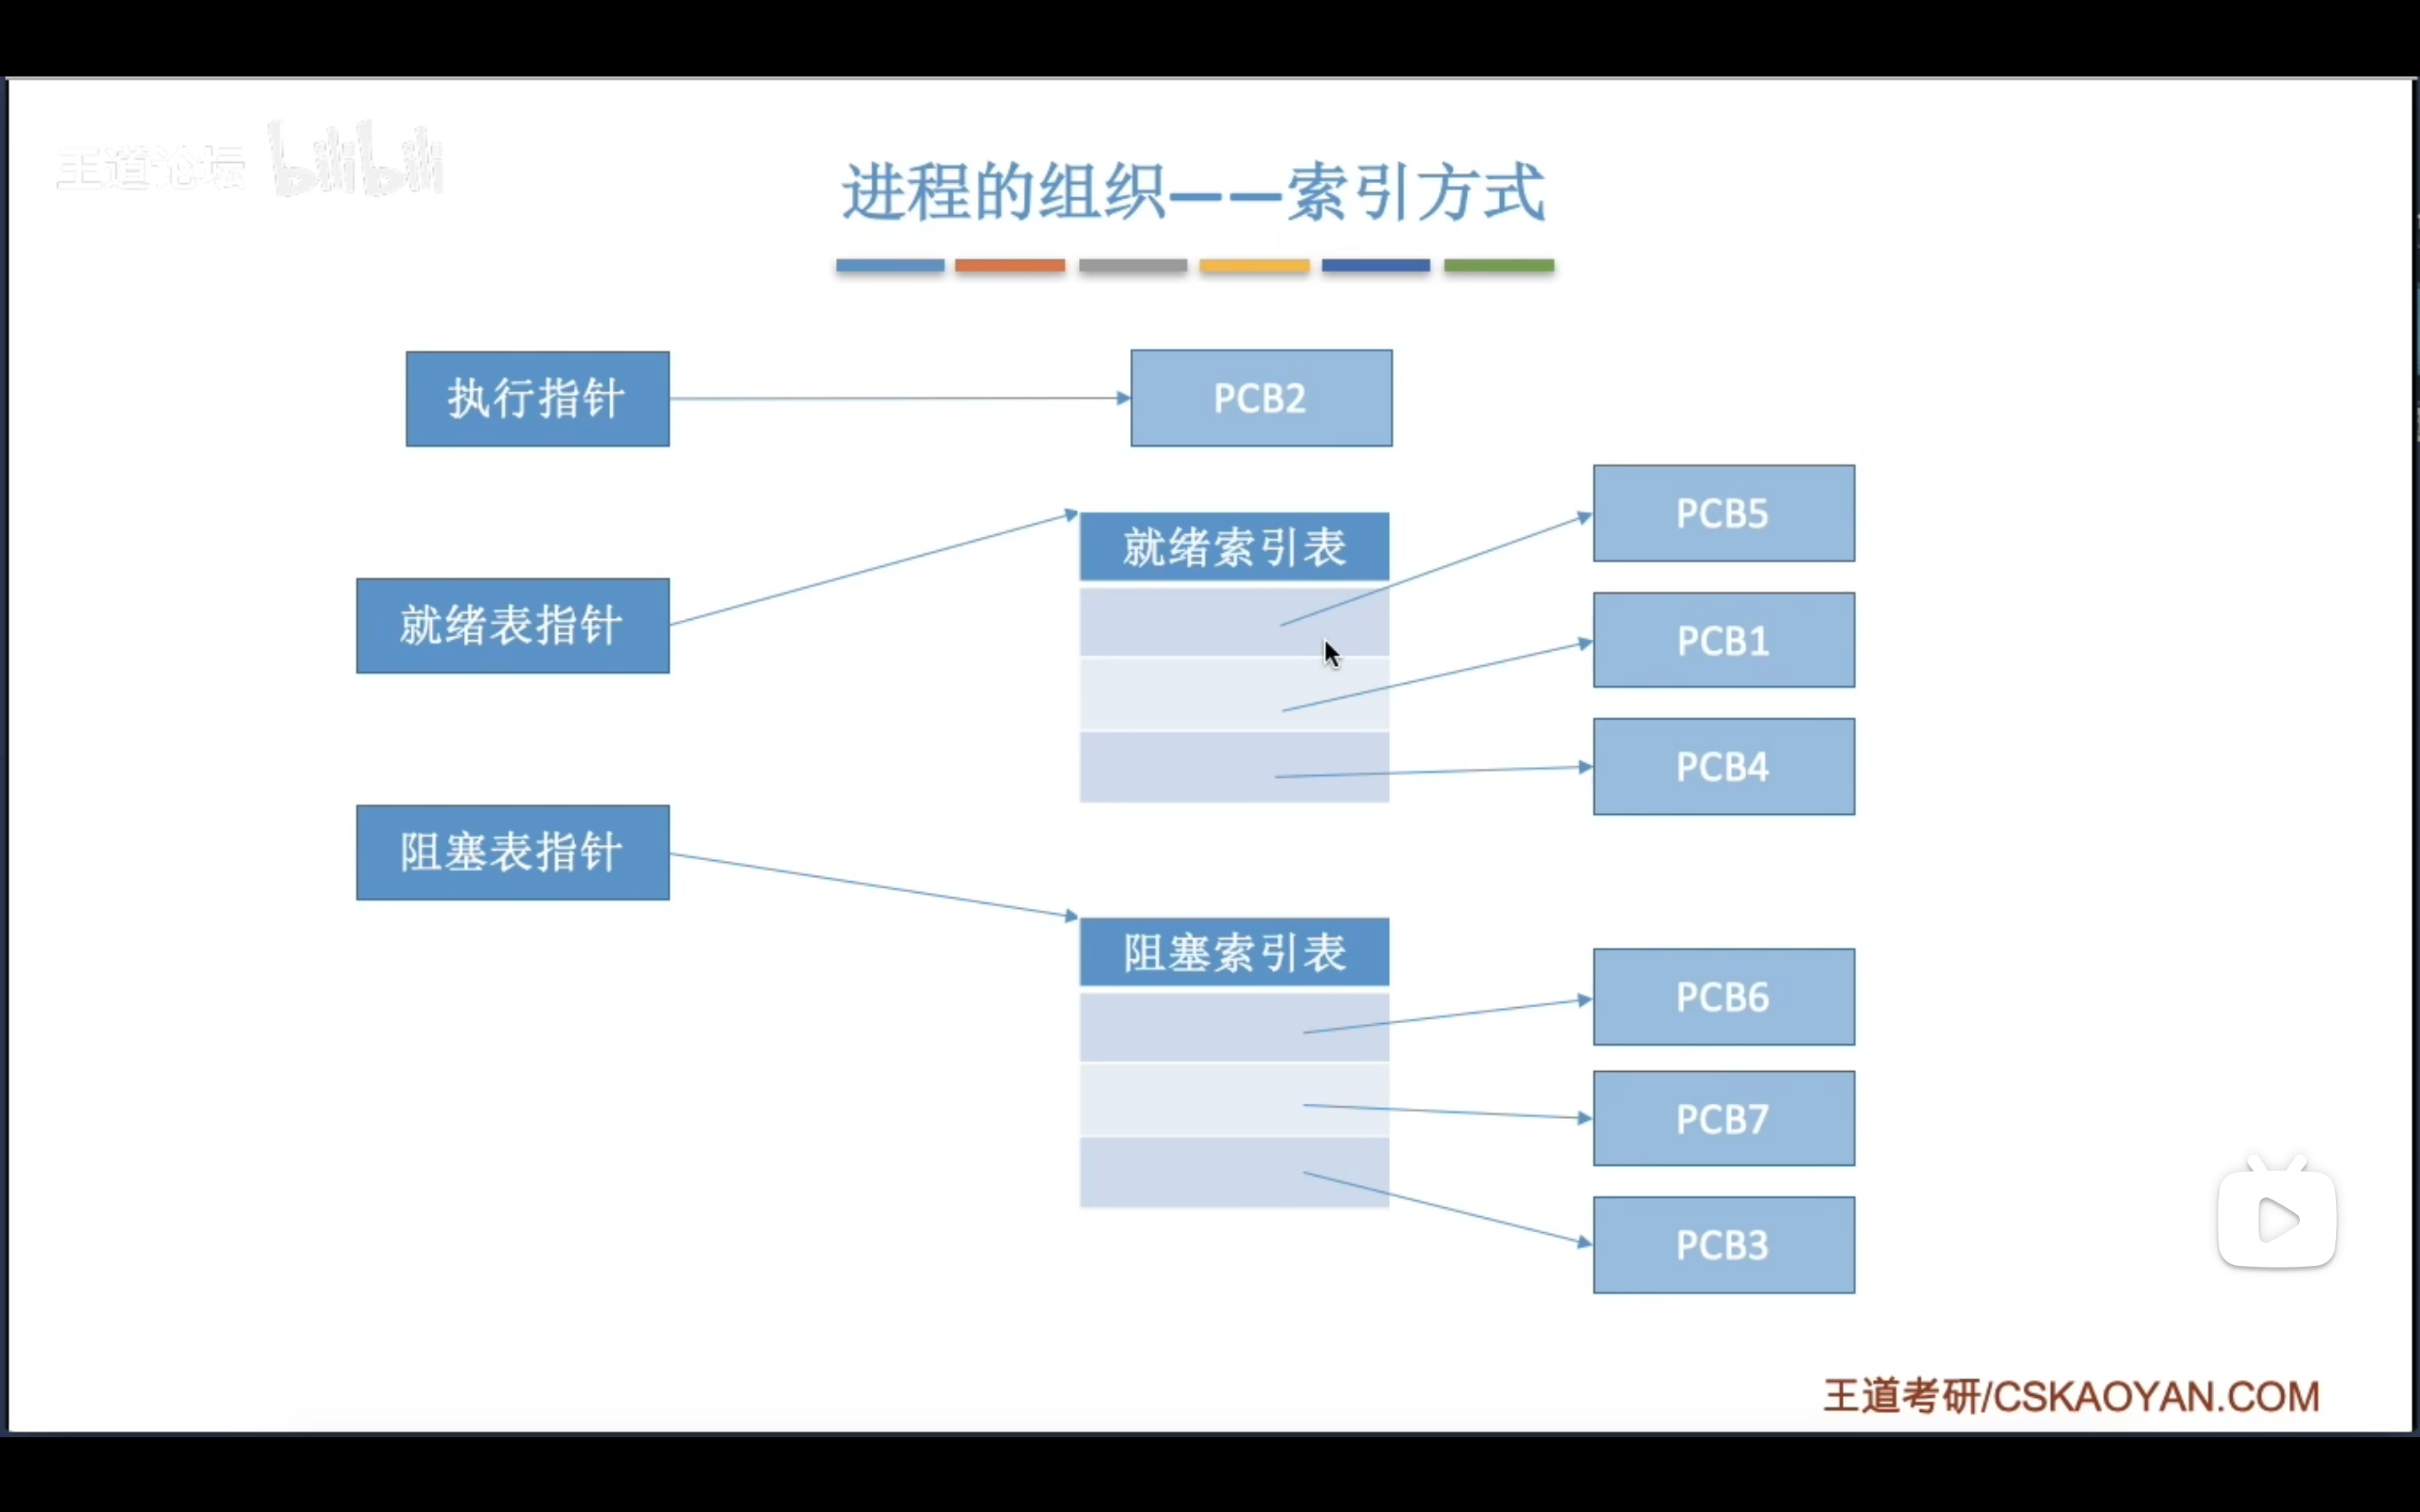 王道论坛 bilibili
进程的组织——索引方式
执行指针
PCB2
就绪表指针
就绪索引表
PCB5
PCB1
PCB4
阻塞表指针
阻塞索引表
PCB6
PCB7
PCB3
王道考研/CSKAOYAN.COM